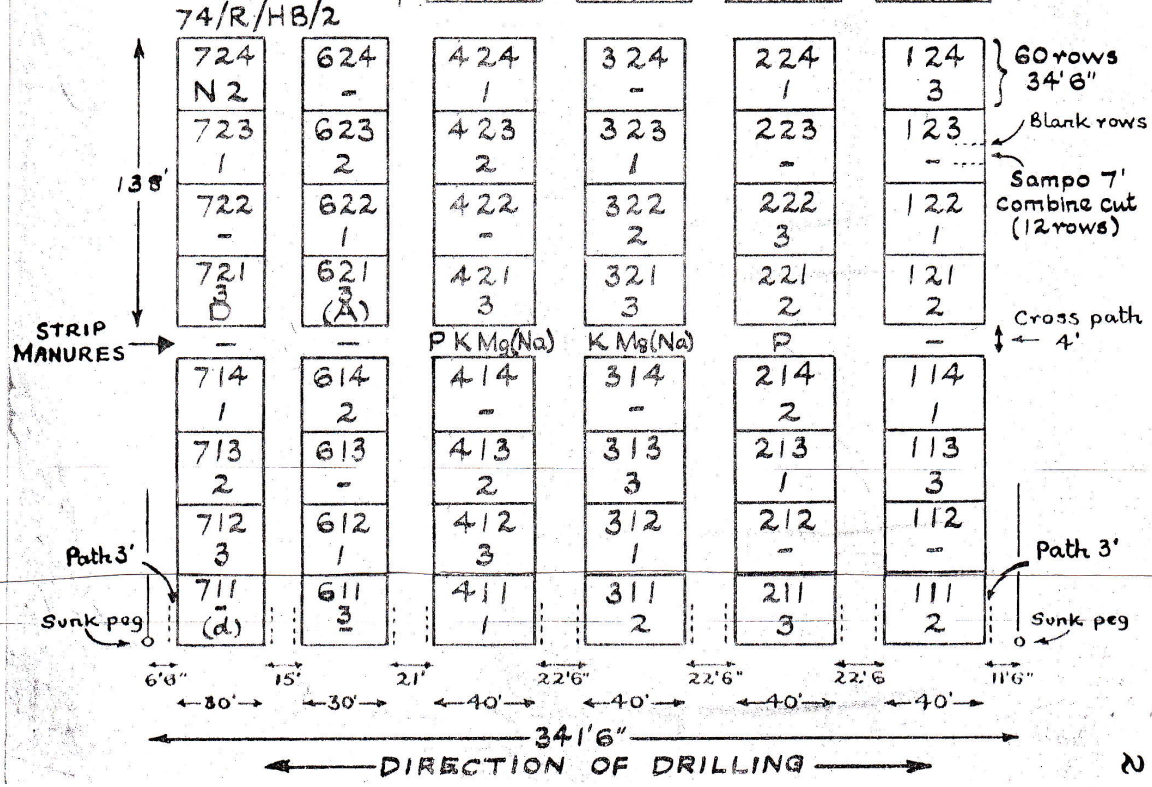 74/R/HB/2
724 624 424 324 224 124
N2 - 1 - 1 3
60 rows
34'6"
723 623 423 323 223 123
1 2 2 1 - -
Blank rows
138'
Sampo 7'
combine cut
(12 rows)
722 622 422 322 222 122
- 1 - 2 3 1
721 621 421 321 221 121
3 3 3 3 2 2
D (A)
STRIP
MANURES
- - P K Mg(Na) K Mg(Na) P -
Cross path
4'
714 614 414 314 214 114
1 2 - - 2 1
713 613 413 313 213 113
2 - 2 3 1 3
712 612 412 312 212 112
3 1 3 1 - -
Path 3'
Path 3'
711 611 411 311 211 111
- 3 1 2 3 2
(d) -
Sunk peg
Sunk peg
6'6" 15' 21' 22'6" 22'6" 22'6 11'6"
30' 30' 40' 40' 40' 40'
341'6"
DIRECTION OF DRILLING